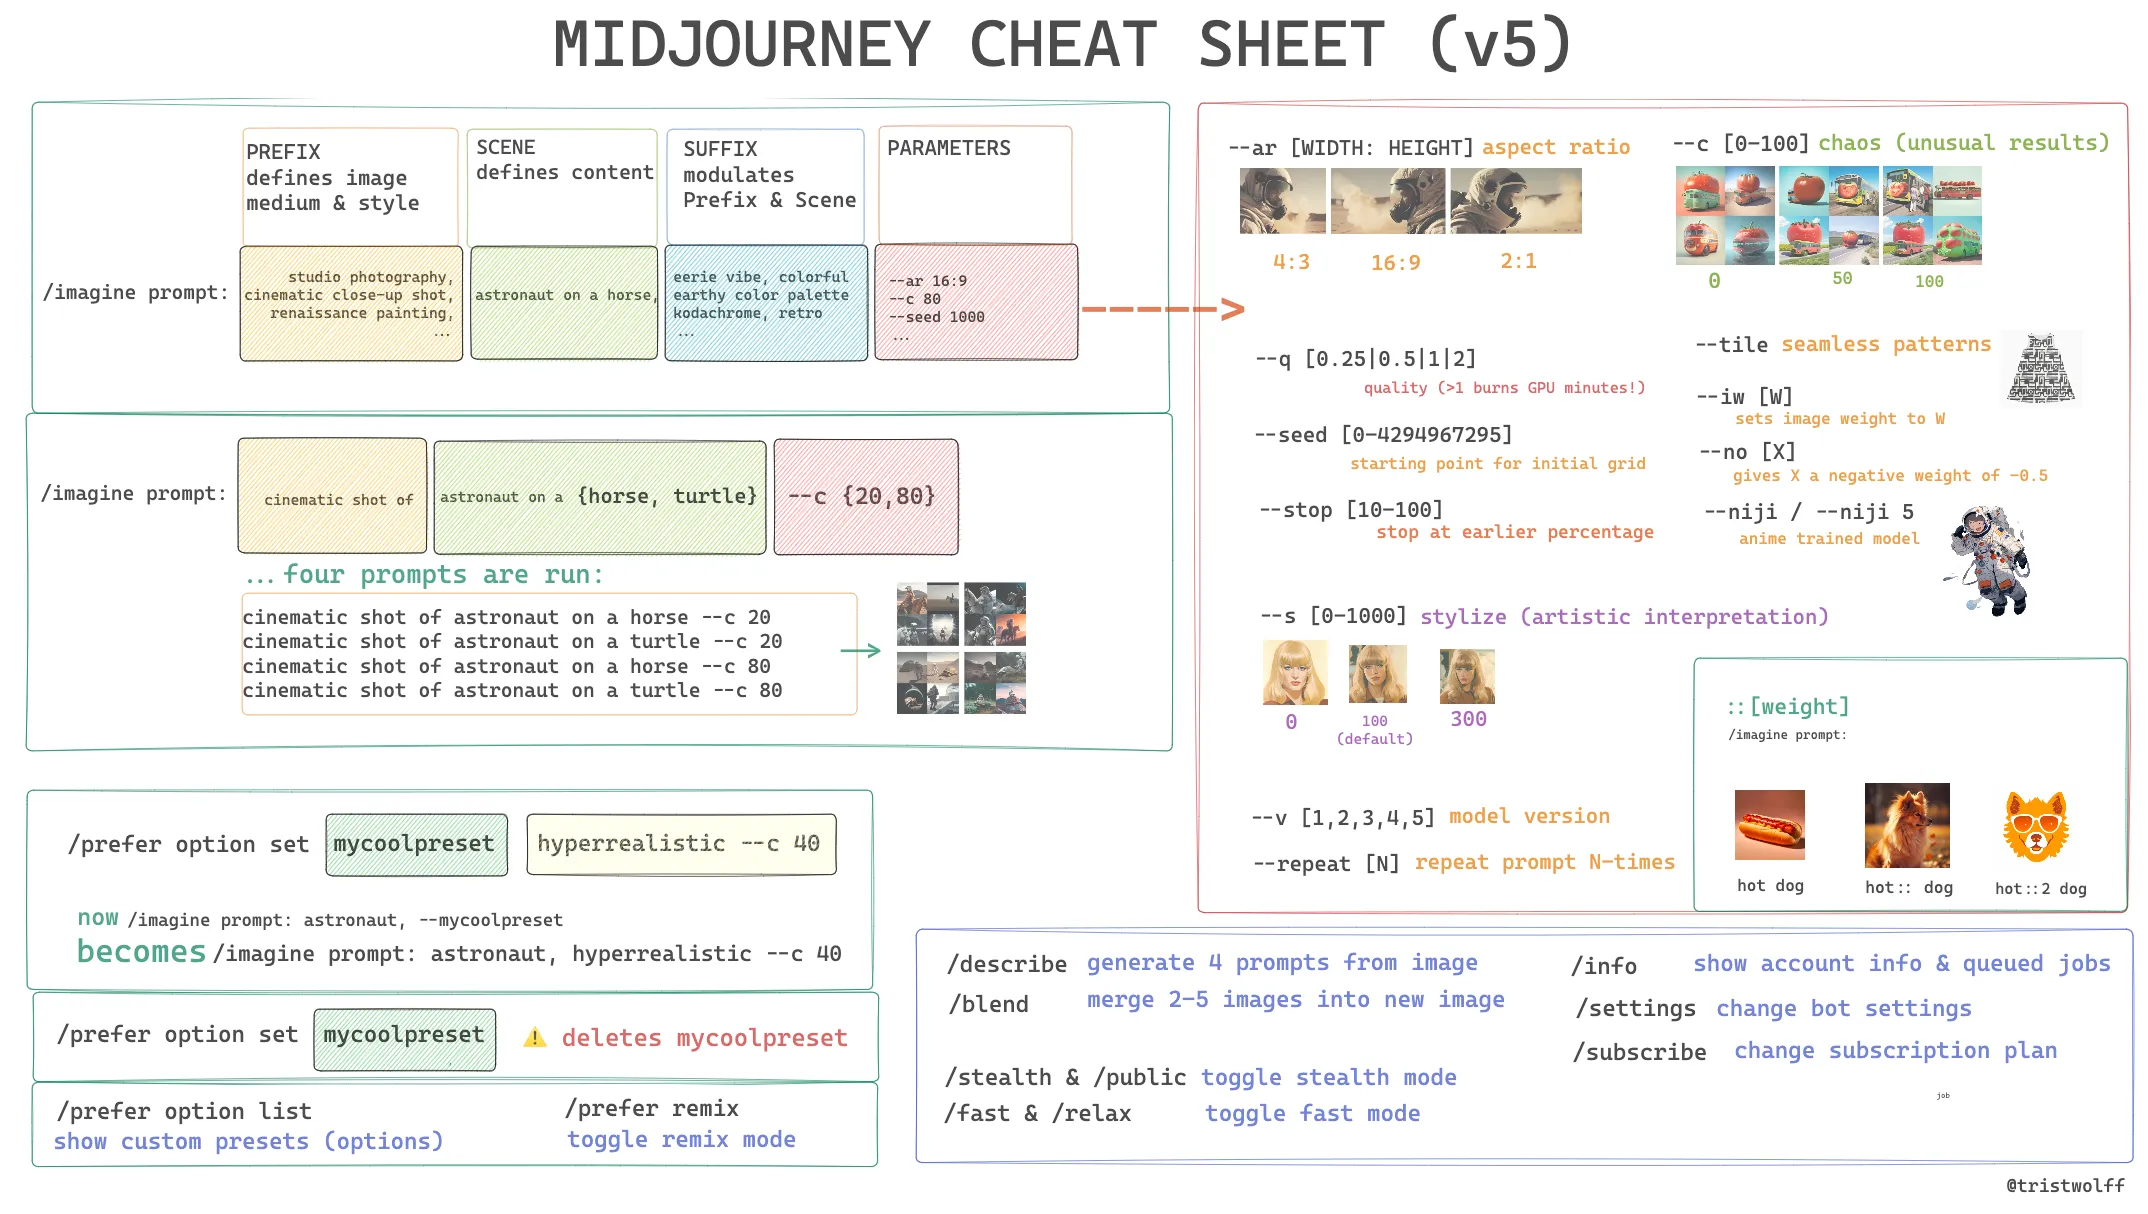 MIDJOURNEY CHEAT SHEET (v5)
PREFIX
defines image
medium & style
SCENE
defines content
SUFFIX
modulates
Prefix & Scene
PARAMETERS
/imagine prompt:
studio photography,
cinematic close-up shot,
renaissance painting,
...
astronaut on a horse,
eerie vibe, colorful
earthy color palette
kodachrome, retro
...
--ar 16:9
--c 80
--seed 1000
...
/imagine prompt:
cinematic shot of
astronaut on a {horse, turtle}
--c {20,80}
...four prompts are run:
cinematic shot of astronaut on a horse --c 20
cinematic shot of astronaut on a turtle --c 20
cinematic shot of astronaut on a horse --c 80
cinematic shot of astronaut on a turtle --c 80
/prefer option set mycoolpreset hyperrealistic --c 40
now /imagine prompt: astronaut, --mycoolpreset
becomes /imagine prompt: astronaut, hyperrealistic --c 40
/prefer option set mycoolpreset ⚠ deletes mycoolpreset
/prefer option list
show custom presets (options)
/prefer remix
toggle remix mode
--ar [WIDTH: HEIGHT] aspect ratio
4:3
16:9
2:1
--c [0-100] chaos (unusual results)
0
50
100
--q [0.25|0.5|1|2]
quality (>1 burns GPU minutes!)
--seed [0-4294967295]
starting point for initial grid
--stop [10-100]
stop at earlier percentage
--tile seamless patterns
--iw [W]
sets image weight to W
--no [X]
gives X a negative weight of -0.5
--niji / --niji 5
anime trained model
--s [0-1000] stylize (artistic interpretation)
0
100
(default)
300
--v [1,2,3,4,5] model version
--repeat [N] repeat prompt N-times
::[weight]
/imagine prompt:
hot dog
hot:: dog
hot::2 dog
/describe generate 4 prompts from image
/blend merge 2-5 images into new image
/stealth & /public toggle stealth mode
/fast & /relax toggle fast mode
/info show account info & queued jobs
/settings change bot settings
/subscribe change subscription plan
job
@tristwolff